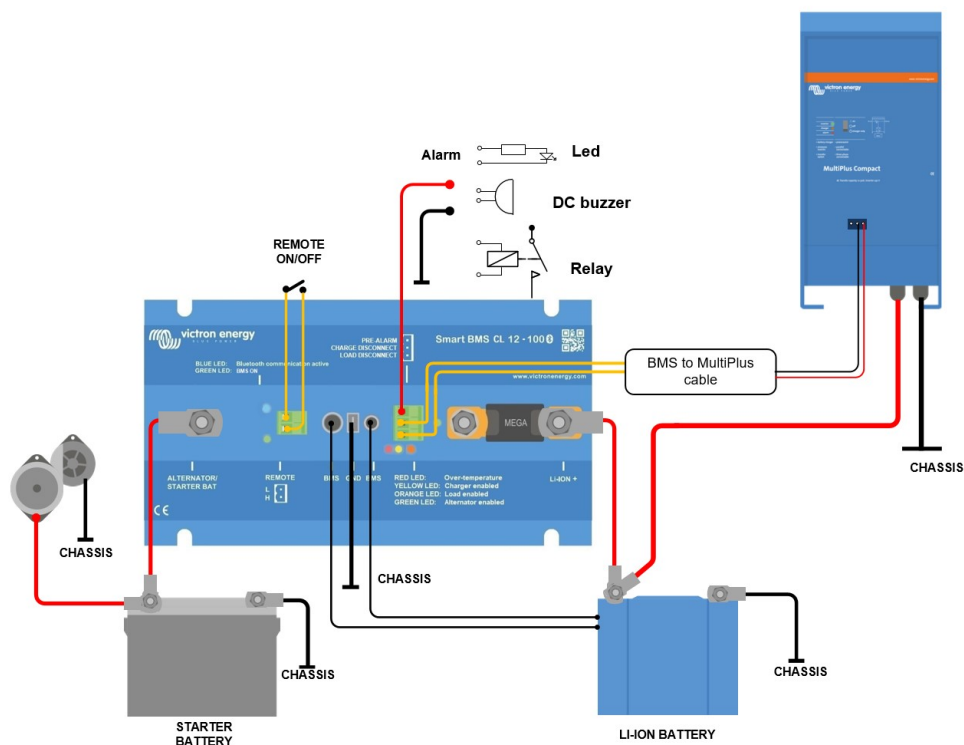 victron energy
MultiPlus Compact
Alarm
Led
DC buzzer
Relay
REMOTE
ON/OFF
victron energy
BLUE POWER
PRE-ALARM
CHARGE DISCONNECT
LOAD DISCONNECT
Smart BMS CL 12 - 100
www.victronenergy.com
BLUE LED: Bluetooth communication active
GREEN LED: BMS ON
BMS to MultiPlus
cable
MEGA
CHASSIS
ALTERNATOR/
STARTER BAT
REMOTE
L
H
BMS GND BMS
RED LED: Over-temperature
YELLOW LED: Charger enabled
ORANGE LED: Load enabled
GREEN LED: Alternator enabled
LI-ION +
CE
CHASSIS
CHASSIS
CHASSIS
CHASSIS
STARTER
BATTERY
LI-ION BATTERY